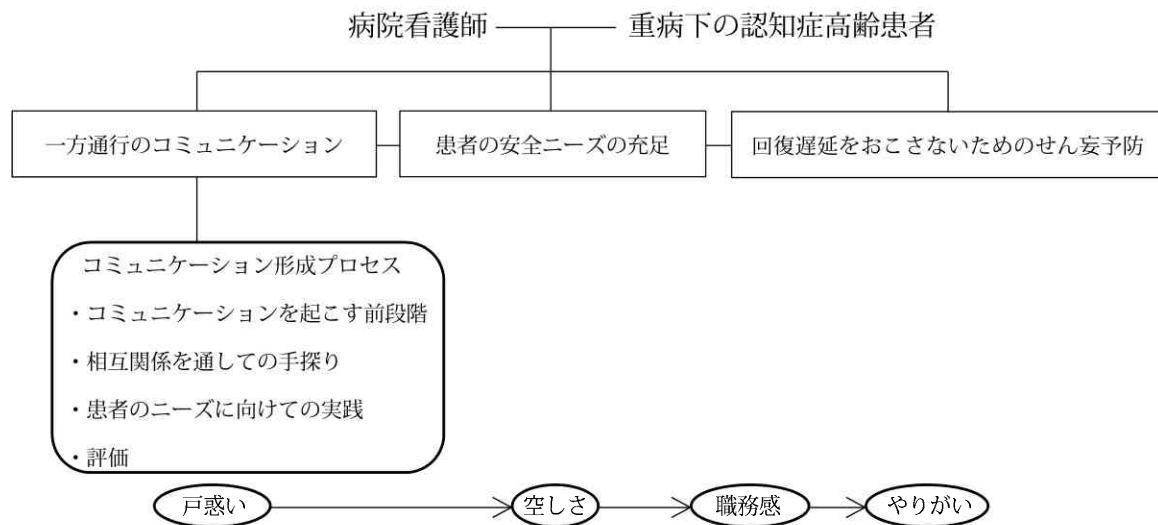 病院看護師 重病下の認知症高齢患者
一方通行のコミュニケーション 患者の安全ニーズの充足 回復遅延をおこさないためのせん妄予防
コミュニケーション形成プロセス
・コミュニケーションを起こす前段階
・相互関係を通しての手探り
・患者のニーズに向けての実践
・評価
戸惑い 空しさ 職務感 やりがい